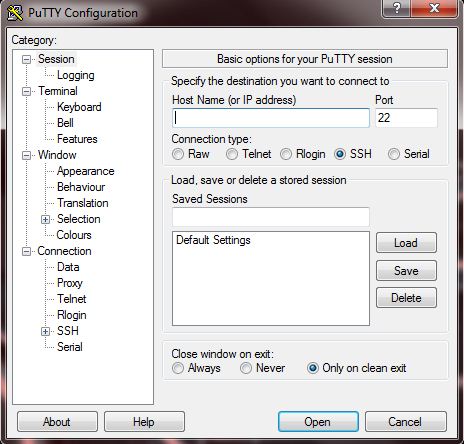 PuTTY Configuration
Category:
Session
Logging
Terminal
Keyboard
Bell
Features
Window
Appearance
Behaviour
Translation
Selection
Colours
Connection
Data
Proxy
Telnet
Rlogin
SSH
Serial
Basic options for your PuTTY session
Specify the destination you want to connect to
Host Name (or IP address) Port
22
Connection type:
Raw Telnet Rlogin SSH Serial
Load, save or delete a stored session
Saved Sessions
Default Settings
Load
Save
Delete
Close window on exit:
Always Never Only on clean exit
About Help Open Cancel